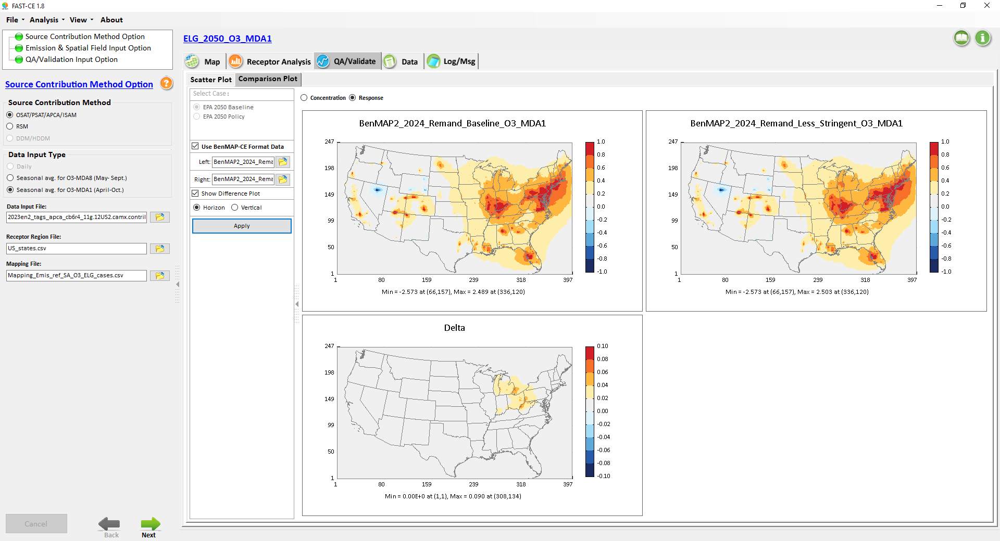 FAST-CE 1.8
File Analysis View About
Source Contribution Method Option
Emission & Spatial Field Input Option
QA/Validation Input Option
Source Contribution Method Option
?
Source Contribution Method
OSAT/PSAT/APCA/ISAM
RSM
DDM/HDDM
Data Input Type
Daily
Seasonal avg. for O3-MDA8 (May- Sept.)
Seasonal avg. for O3-MDA1 (April-Oct.)
Data Input File:
2023en2_tags_apca_cb6r4_11g.12US2.camx.contril
Receptor Region File:
US_states.csv
Mapping File:
Mapping_Emis_ref_SA_O3_ELG_cases.csv
Cancel
Back
Next
ELG_2050_O3_MDA1
Map Receptor Analysis QA/Validate Data Log/Msg
Scatter Plot Comparison Plot
Select Case:
EPA 2050 Baseline
EPA 2050 Policy
Use BenMAP-CE Format Data
Left: BenMAP2_2024_Rema
Right: BenMAP2_2024_Rema
Show Difference Plot
Horizon Vertical
Apply
Concentration Response
BenMAP2_2024_Remand_Baseline_O3_MDA1
247
198
149
99
50
1
1 80 159 239 318 397
1.0
0.8
0.6
0.4
0.2
0.0
-0.2
-0.4
-0.6
-0.8
-1.0
Min = -2.573 at (66,157), Max = 2.489 at (336,120)
BenMAP2_2024_Remand_Less_Stringent_O3_MDA1
247
198
149
99
50
1
1 80 159 239 318 397
1.0
0.8
0.6
0.4
0.2
0.0
-0.2
-0.4
-0.6
-0.8
-1.0
Min = -2.573 at (66,157), Max = 2.503 at (336,120)
Delta
247
198
149
99
50
1
1 80 159 239 318 397
0.10
0.08
0.06
0.04
0.02
0.00
-0.02
-0.04
-0.06
-0.08
-0.10
Min = 0.00E+0 at (1,1), Max = 0.090 at (308,134)